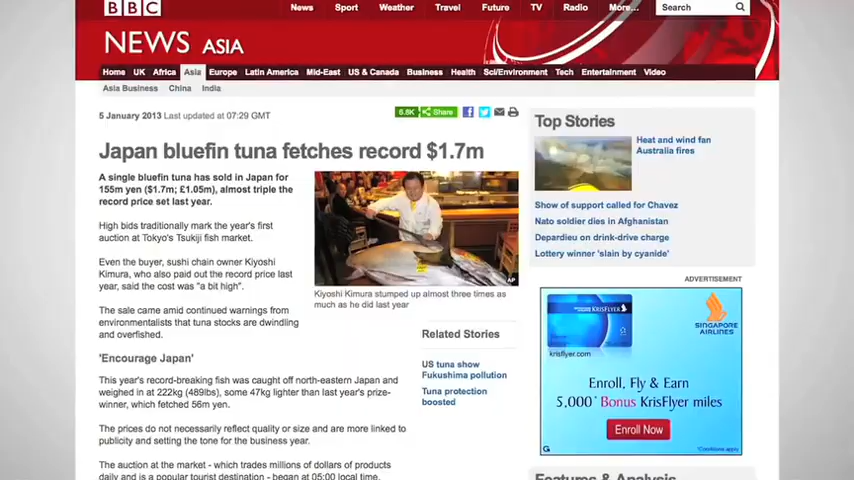 BBC
News Sport Weather Travel Future TV Radio More... Search
NEWS ASIA
Home UK Africa Asia Europe Latin America Mid-East US & Canada Business Health Sci/Environment Tech Entertainment Video
Asia Business China India
5 January 2013 Last updated at 07:29 GMT
6.8K Share
Japan bluefin tuna fetches record $1.7m
A single bluefin tuna has sold in Japan for
155m yen ($1.7m; £1.05m), almost triple the
record price set last year.
High bids traditionally mark the year's first
auction at Tokyo's Tsukiji fish market.
Even the buyer, sushi chain owner Kiyoshi
Kimura, who also paid out the record price last
year, said the cost was "a bit high".
The sale came amid continued warnings from
environmentalists that tuna stocks are dwindling
and overfished.
AP
Kiyoshi Kimura stumped up almost three times as
much as he did last year
'Encourage Japan'
This year's record-breaking fish was caught off north-eastern Japan and
weighed in at 222kg (489lbs), some 47kg lighter than last year's prize-
winner, which fetched 56m yen.
The prices do not necessarily reflect quality or size and are more linked to
publicity and setting the tone for the business year.
The auction at the market - which trades millions of dollars of products
daily and is a popular tourist destination - began at 05:00 local time.
Related Stories
US tuna show
Fukushima pollution
Tuna protection
boosted
Top Stories
Heat and wind fan
Australia fires
Show of support called for Chavez
Nato soldier dies in Afghanistan
Depardieu on drink-drive charge
Lottery winner 'slain by cyanide'
ADVERTISEMENT
KRISFLYER
krisflyer.com
SINGAPORE
AIRLINES
Enroll, Fly & Earn
5,000* Bonus KrisFlyer miles
Enroll Now
Features & Analysis